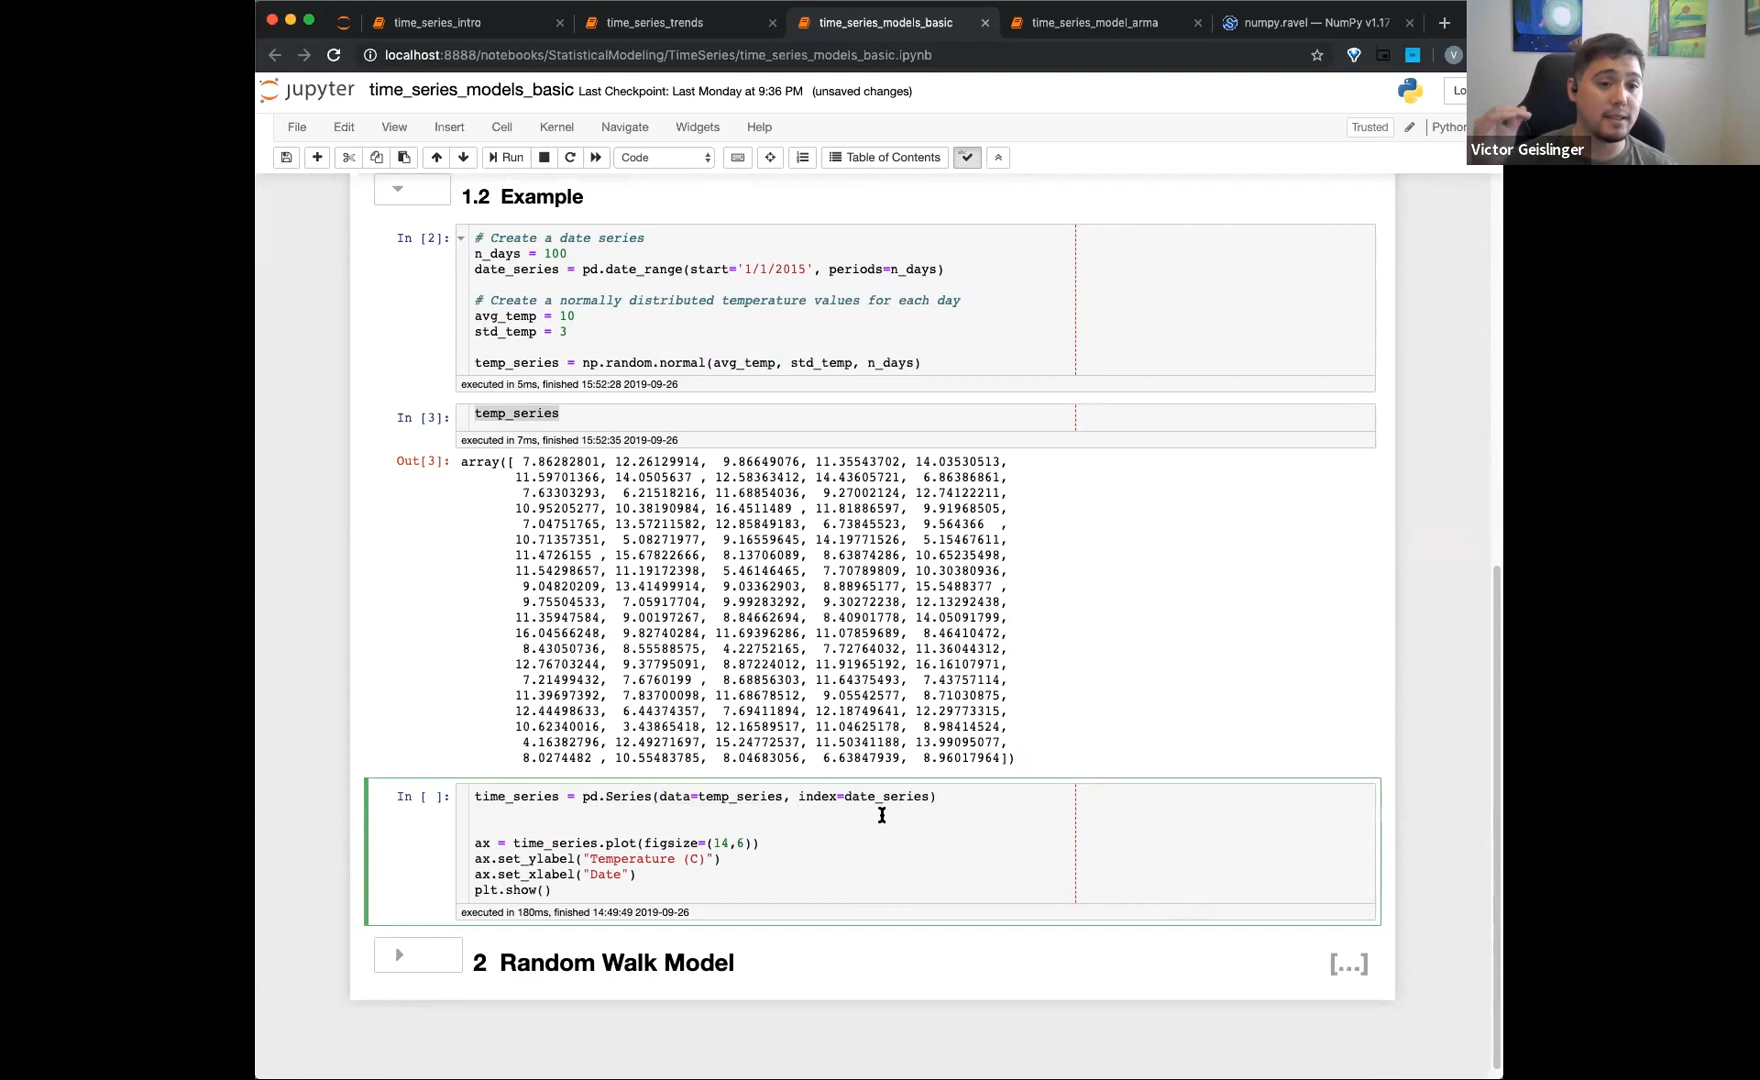 time_series_intro
time_series_trends
time_series_models_basic
time_series_model_arma
numpy.ravel — NumPy v1.17
localhost:8888/notebooks/StatisticalModeling/TimeSeries/time_series_models_basic.ipynb
V
jupyter time_series_models_basic Last Checkpoint: Last Monday at 9:36 PM (unsaved changes)
Lo
File Edit View Insert Cell Kernel Navigate Widgets Help
Trusted
Python
Run
Code
Table of Contents
Victor Geislinger
1.2 Example
In [2]:
# Create a date series
n_days = 100
date_series = pd.date_range(start='1/1/2015', periods=n_days)
# Create a normally distributed temperature values for each day
avg_temp = 10
std_temp = 3
temp_series = np.random.normal(avg_temp, std_temp, n_days)
executed in 5ms, finished 15:52:28 2019-09-26
In [3]:
temp_series
executed in 7ms, finished 15:52:35 2019-09-26
Out[3]:
array([ 7.86282801, 12.26129914, 9.86649076, 11.35543702, 14.03530513,
11.59701366, 14.0505637 , 12.58363412, 14.43605721, 6.86386861,
7.63303293, 6.21518216, 11.68854036, 9.27002124, 12.74122211,
10.95205277, 10.38190984, 16.4511489 , 11.81886597, 9.91968505,
7.04751765, 13.57211582, 12.85849183, 6.73845523, 9.564366 ,
10.71357351, 5.08271977, 9.16559645, 14.19771526, 5.15467611,
11.4726155 , 15.67822666, 8.13706089, 8.63874286, 10.65235498,
11.54298657, 11.19172398, 5.46146465, 7.70789809, 10.30380936,
9.04820209, 13.41499914, 9.03362903, 8.88965177, 15.5488377 ,
9.75504533, 7.05917704, 9.99283292, 9.30272238, 12.13292438,
11.35947584, 9.00197267, 8.84662694, 8.40901778, 14.05091799,
16.04566248, 9.82740284, 11.69396286, 11.07859689, 8.46410472,
8.43050736, 8.55588575, 4.22752165, 7.72764032, 11.36044312,
12.76703244, 9.37795091, 8.87224012, 11.91965192, 16.16107971,
7.21499432, 7.6760199 , 8.68856303, 11.64375493, 7.43757114,
11.39697392, 7.83700098, 11.68678512, 9.05542577, 8.71030875,
12.44498633, 6.44374357, 7.69411894, 12.18749641, 12.29773315,
10.62340016, 3.43865418, 12.16589517, 11.04625178, 8.98414524,
4.16382796, 12.49271697, 15.24772537, 11.50341188, 13.99095077,
8.0274482 , 10.55483785, 8.04683056, 6.63847939, 8.96017964])
In [ ]:
time_series = pd.Series(data=temp_series, index=date_series)
ax = time_series.plot(figsize=(14,6))
ax.set_ylabel("Temperature (C)")
ax.set_xlabel("Date")
plt.show()
executed in 180ms, finished 14:49:49 2019-09-26
2 Random Walk Model
[...]